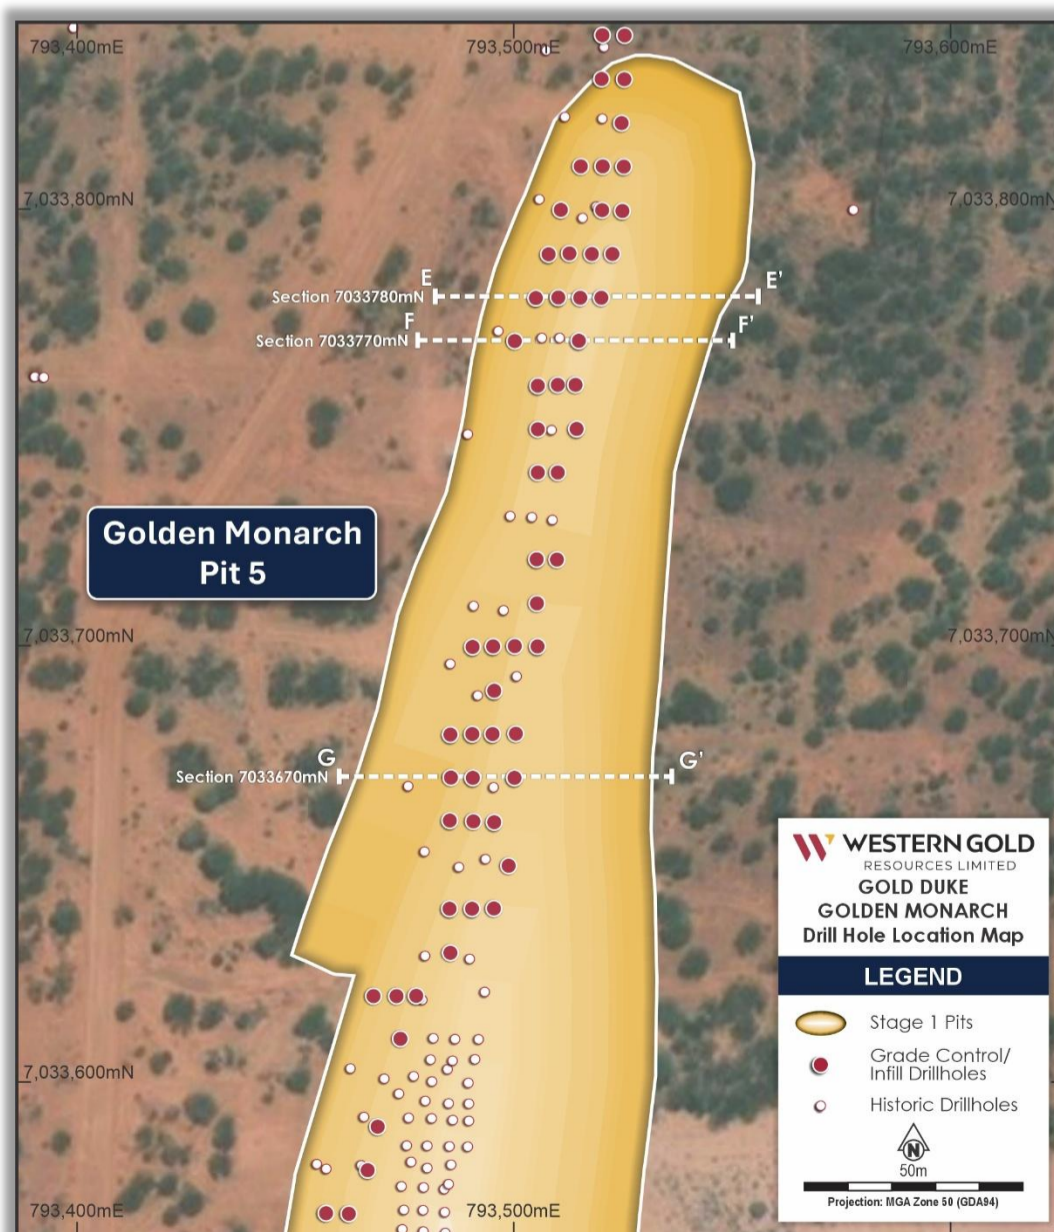 793,400mE
793,500mE
793,600mE
7,033,800mN
7,033,800mN
E
E'
Section 7033780mN
F
F'
Section 7033770mN
Golden Monarch
Pit 5
7,033,700mN
7,033,700mN
G
G'
Section 7033670mN
WESTERN GOLD
RESOURCES LIMITED
GOLD DUKE
GOLDEN MONARCH
Drill Hole Location Map
LEGEND
Stage 1 Pits
Grade Control/
Infill Drillholes
Historic Drillholes
N
50m
Projection: MGA Zone 50 (GDA94)
7,033,600mN
793,400mE
793,500mE